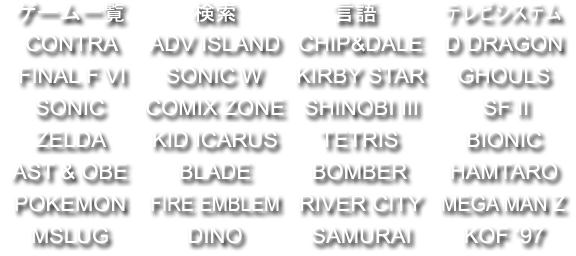 ゲーム一覧 検索 言語 テレビシステム
CONTRA ADV ISLAND CHIP&DALE D DRAGON
FINAL F VI SONIC W KIRBY STAR GHOULS
SONIC COMIX ZONE SHINOBI III SF II
ZELDA KID ICARUS TETRIS BIONIC
AST & OBE BLADE BOMBER HAMTARO
POKEMON FIRE EMBLEM RIVER CITY MEGA MAN Z
MSLUG DINO SAMURAI KOF '97